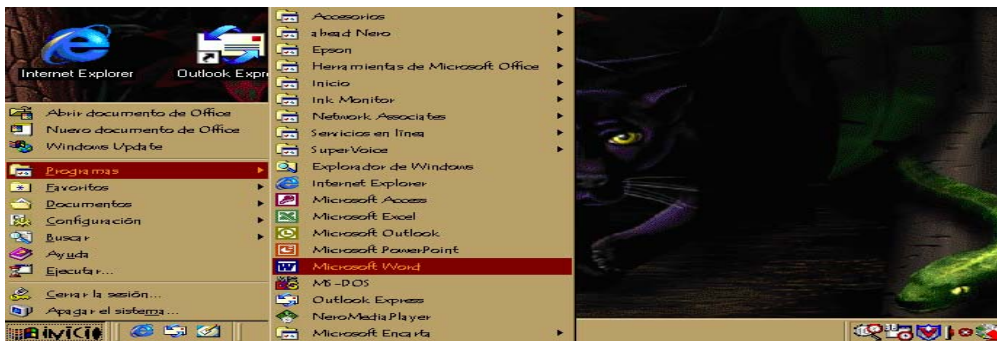 Internet Explorer
Outlook Expr
Abrir documento de Office
Nuevo documento de Office
Windows Update
Programas
Favoritos
Documentos
Configuración
Buscar
Ayuda
Ejecutar...
Cerrar la sesión...
Apagar el sistema...
Inicio
Accesorios
ahead Nero
Epson
Herramientas de Microsoft Office
Inicio
Ink Monitor
Network Associates
Servicios en línea
SuperVoice
Explorador de Windows
Internet Explorer
Microsoft Access
Microsoft Excel
Microsoft Outlook
Microsoft PowerPoint
Microsoft Word
MS-DOS
Outlook Express
NeroMediaPlayer
Microsoft Encarta